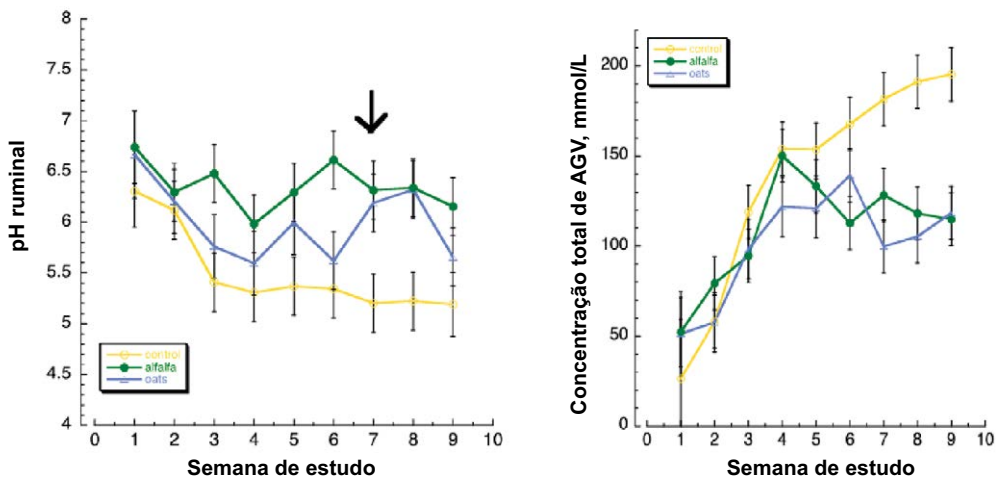 8
7.5
7
6.5
6
5.5
5
4.5
4
pH ruminal
control
alfalfa
oats
0 1 2 3 4 5 6 7 8 9 10
Semana de estudo
200
150
100
50
0
Concentração total de AGV, mmol/L
control
alfalfa
oats
0 1 2 3 4 5 6 7 8 9 10
Semana de estudo